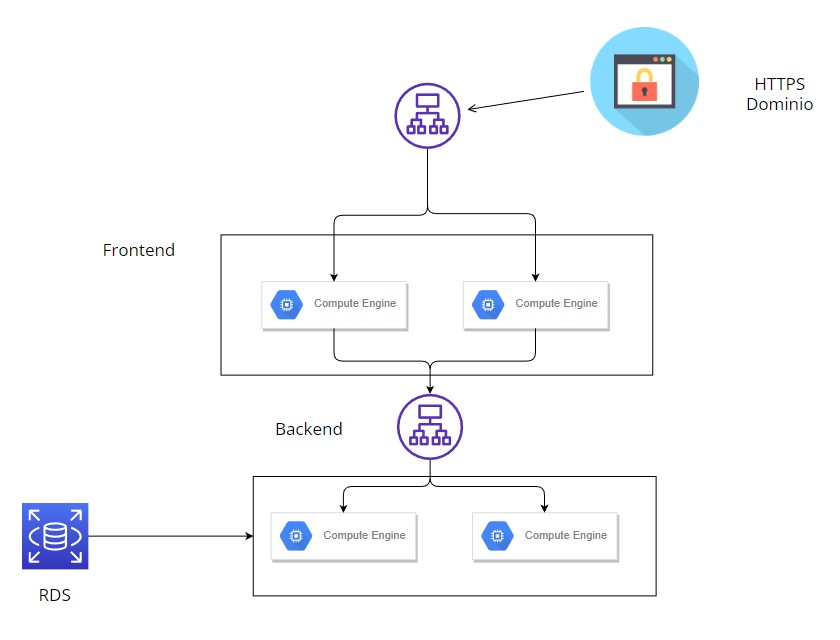 HTTPS
Dominio
Frontend
Compute Engine
Compute Engine
Backend
Compute Engine
Compute Engine
RDS